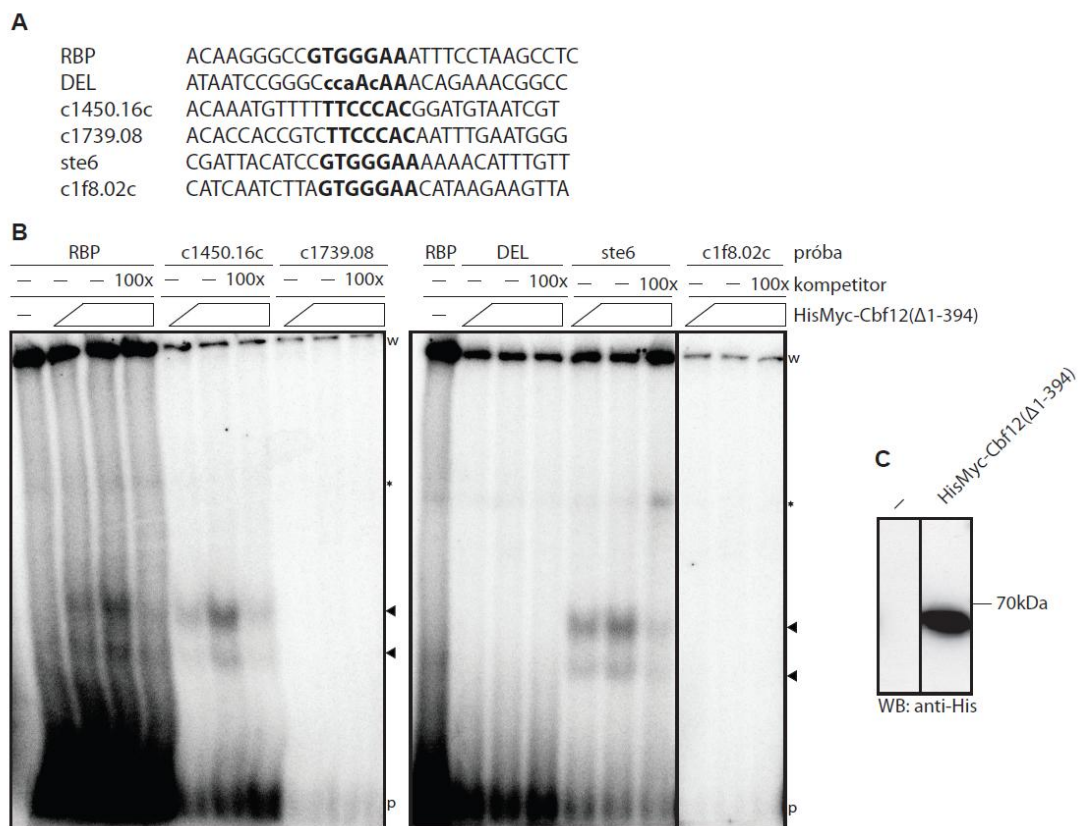 A
RBP ACAAGGGCCGTGGGAAATTTCCTAAGCCTC
DEL ATAATCCGGGCccaAcAAACAGAAACGGCC
c1450.16c ACAAATGTTTTTTCCCACGGATGTAATCGT
c1739.08 ACACCACCGTCTTCCCACAATTTGAATGGG
ste6 CGATTACATCCGTGGGAAAAAACATTTGTT
c1f8.02c CATCAATCTTAGTGGGAACATAAGAAGTTA
B
RBP c1450.16c c1739.08 RBP DEL ste6 c1f8.02c próba
— — — 100x — — 100x — — 100x — — — 100x — — 100x — — 100x kompetitor
— — HisMyc-Cbf12(Δ1-394)
w w
* *
p p
C
— HisMyc-Cbf12(Δ1-394)
70kDa
WB: anti-His